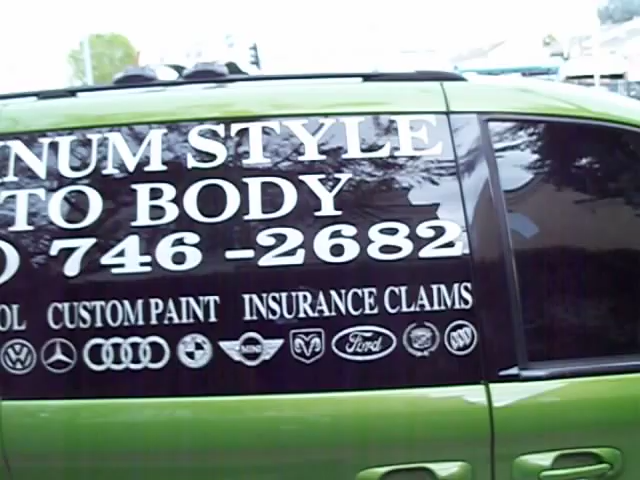 NUM STYLE
TO BODY
) 746-2682
OL CUSTOM PAINT INSURANCE CLAIMS
MINI Ford